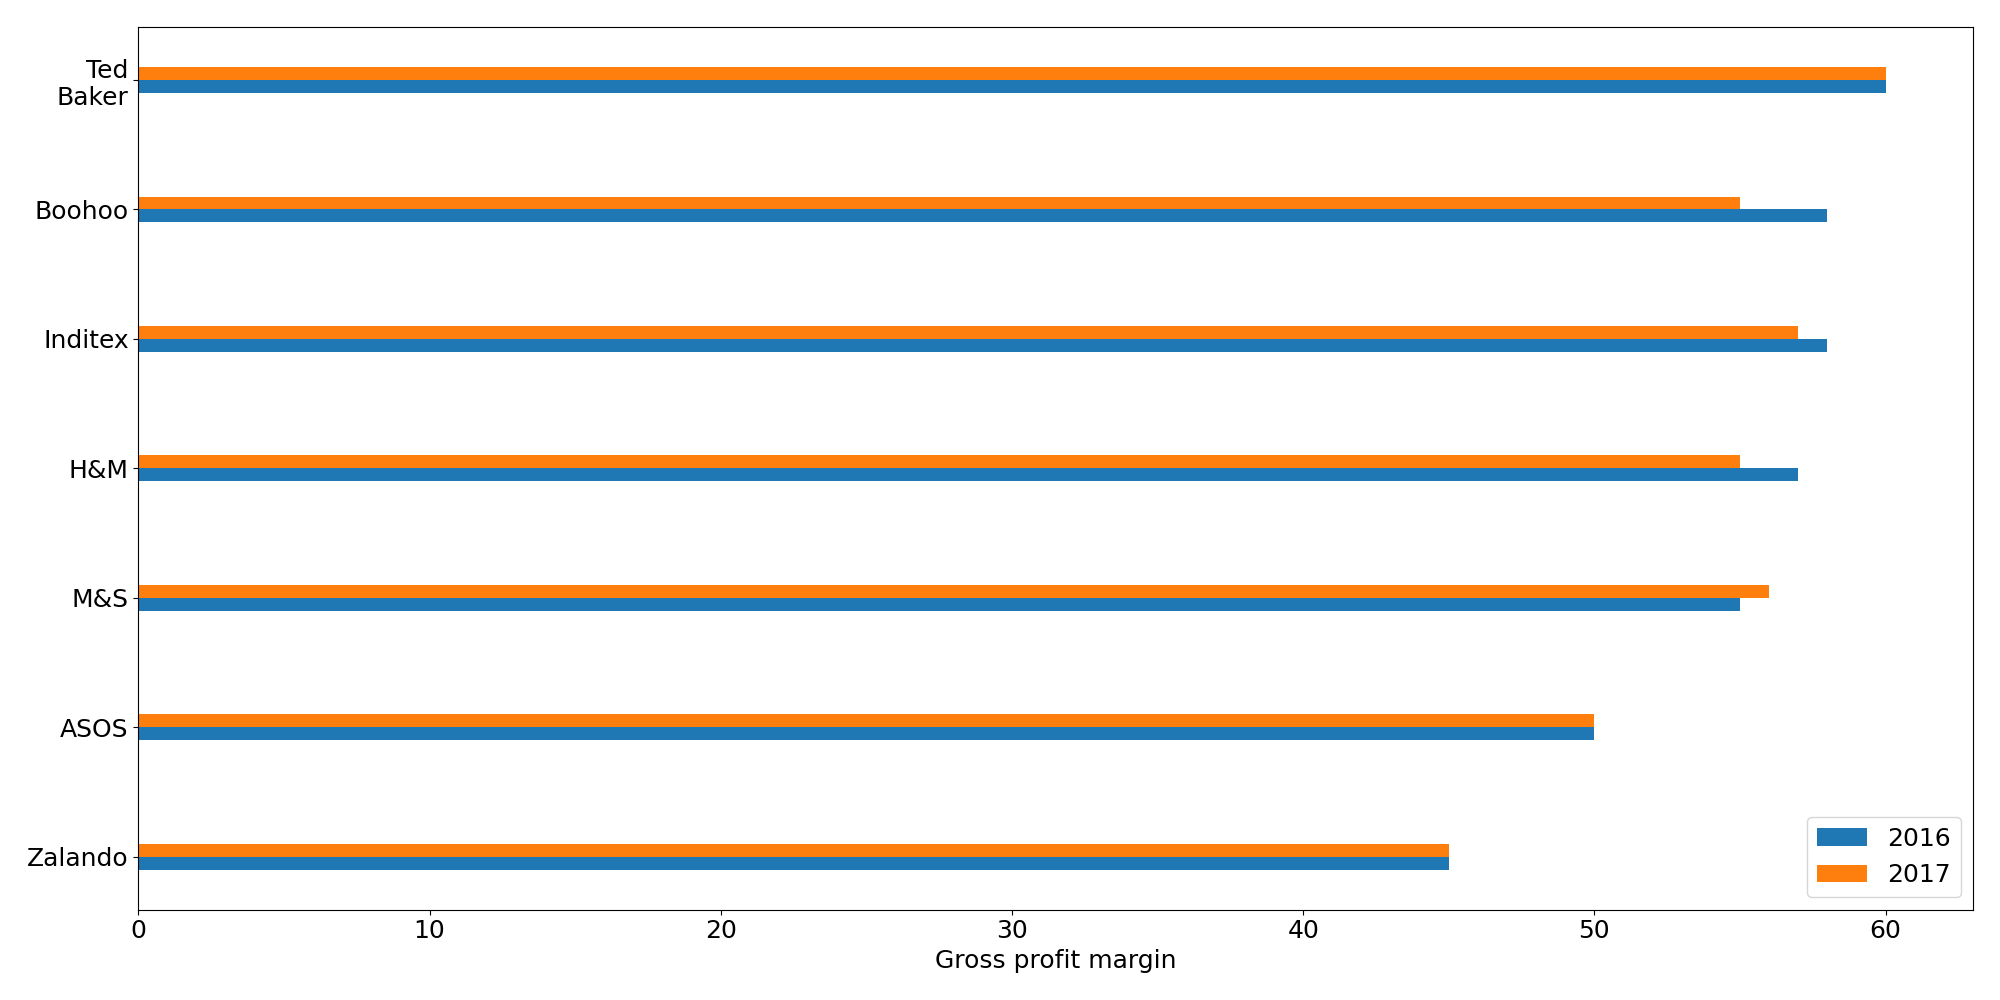 Ted
Baker
Boohoo
Inditex
H&M
M&S
ASOS
Zalando
2016
2017
0 10 20 30 40 50 60
Gross profit margin